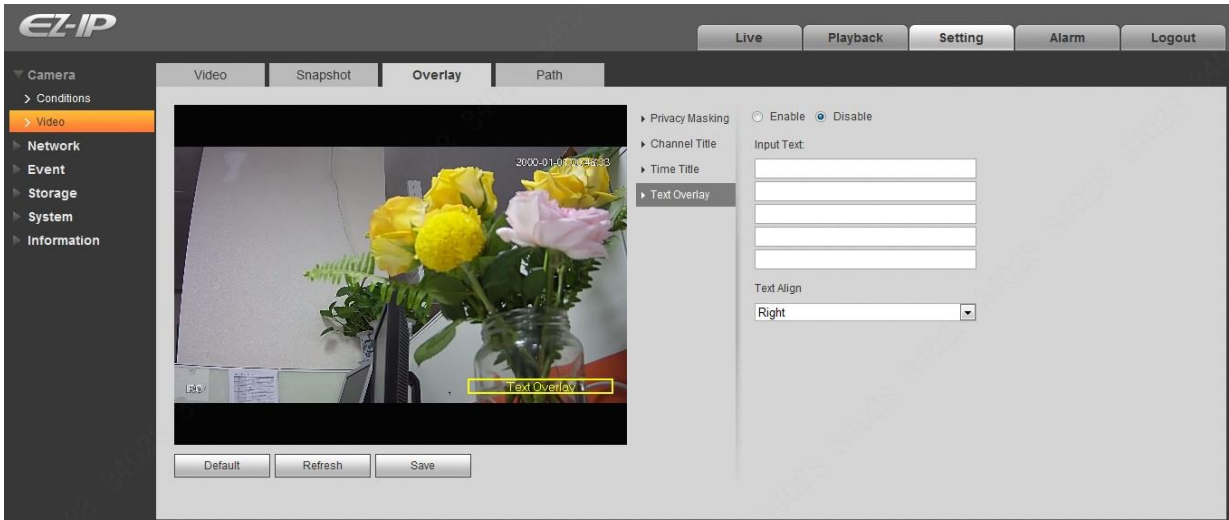 EZ-IP
Live
Playback
Setting
Alarm
Logout
Camera
Conditions
Video
Network
Event
Storage
System
Information
Video
Snapshot
Overlay
Path
Text Overlay
Privacy Masking
Channel Title
Time Title
Text Overlay
Enable
Disable
Input Text:
Text Align
Right
Default
Refresh
Save